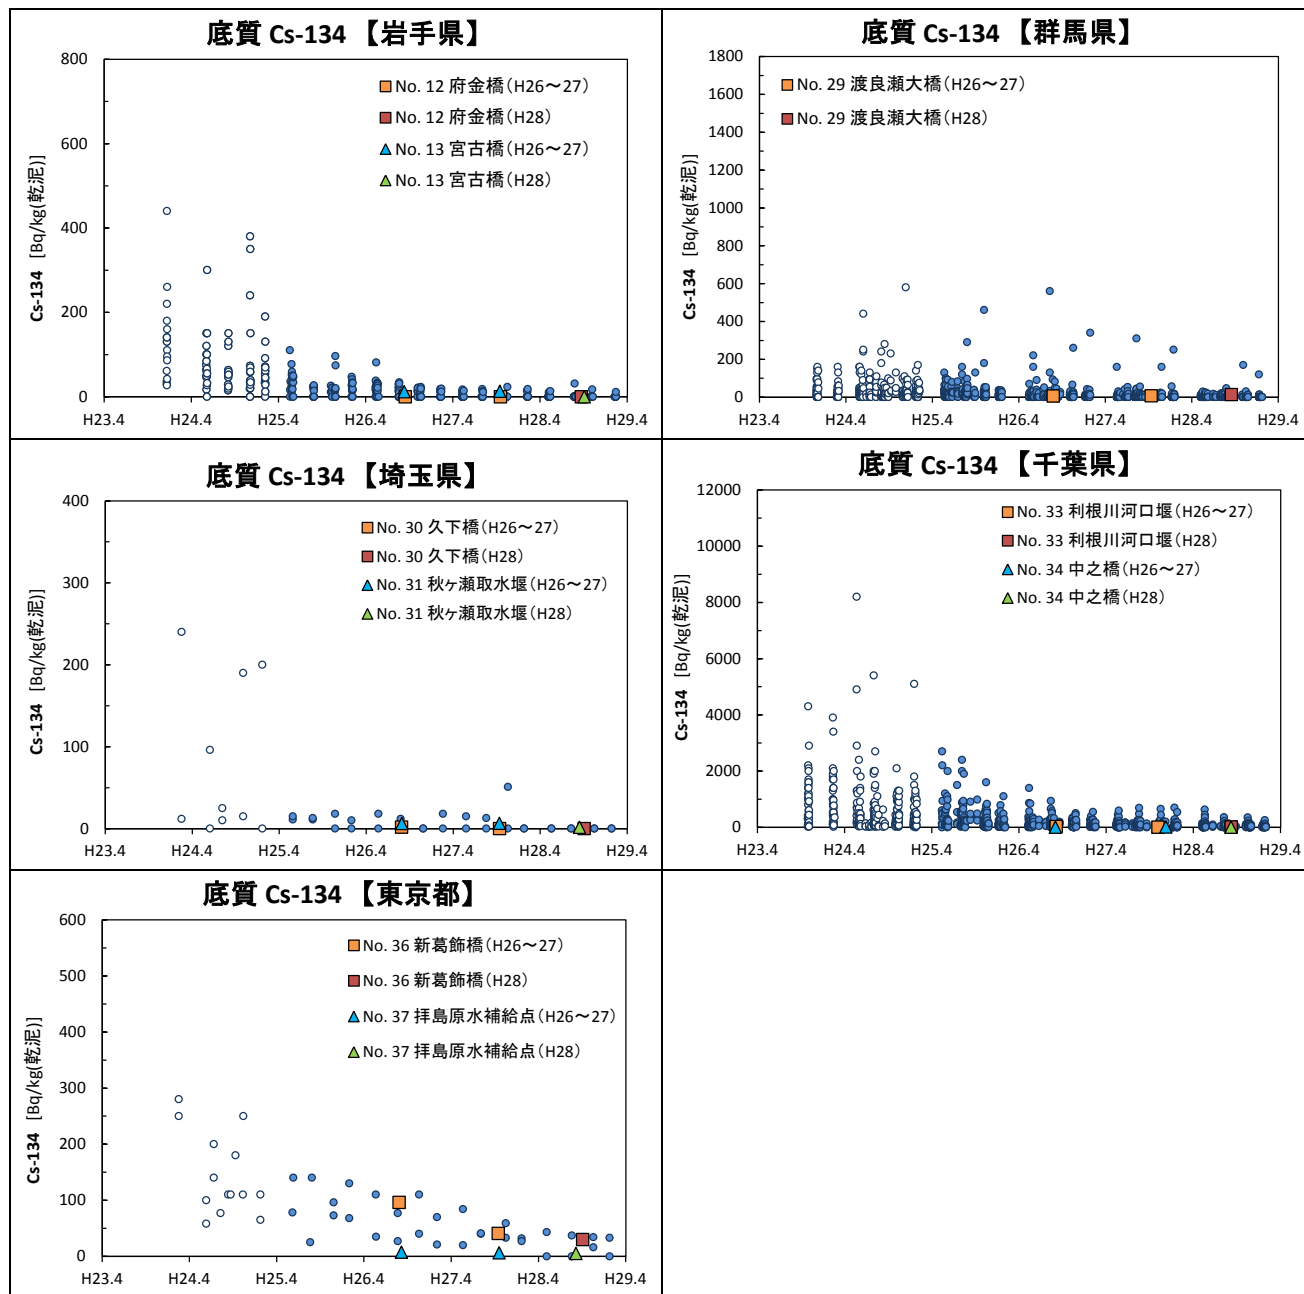 底質 Cs-134 【岩手県】
Cs-134 [Bq/kg(乾泥)]
800
600
400
200
0
H23.4 H24.4 H25.4 H26.4 H27.4 H28.4 H29.4
No. 12 府金橋(H26～27)
No. 12 府金橋(H28)
No. 13 宮古橋(H26～27)
No. 13 宮古橋(H28)
底質 Cs-134 【群馬県】
Cs-134 [Bq/kg(乾泥)]
1800
1600
1400
1200
1000
800
600
400
200
0
H23.4 H24.4 H25.4 H26.4 H27.4 H28.4 H29.4
No. 29 渡良瀬大橋(H26～27)
No. 29 渡良瀬大橋(H28)
底質 Cs-134 【埼玉県】
Cs-134 [Bq/kg(乾泥)]
400
300
200
100
0
H23.4 H24.4 H25.4 H26.4 H27.4 H28.4 H29.4
No. 30 久下橋(H26～27)
No. 30 久下橋(H28)
No. 31 秋ヶ瀬取水堰(H26～27)
No. 31 秋ヶ瀬取水堰(H28)
底質 Cs-134 【千葉県】
Cs-134 [Bq/kg(乾泥)]
12000
10000
8000
6000
4000
2000
0
H23.4 H24.4 H25.4 H26.4 H27.4 H28.4 H29.4
No. 33 利根川河口堰(H26～27)
No. 33 利根川河口堰(H28)
No. 34 中之橋(H26～27)
No. 34 中之橋(H28)
底質 Cs-134 【東京都】
Cs-134 [Bq/kg(乾泥)]
600
500
400
300
200
100
0
H23.4 H24.4 H25.4 H26.4 H27.4 H28.4 H29.4
No. 36 新葛飾橋(H26～27)
No. 36 新葛飾橋(H28)
No. 37 拝島原水補給点(H26～27)
No. 37 拝島原水補給点(H28)